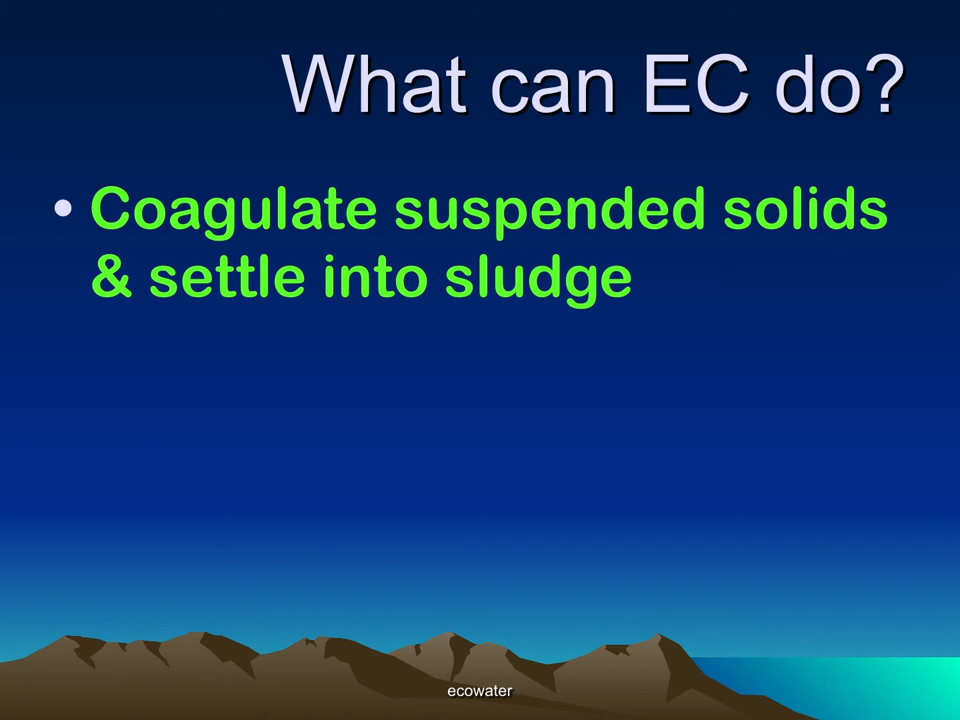 What can EC do?
• Coagulate suspended solids
& settle into sludge
ecowater